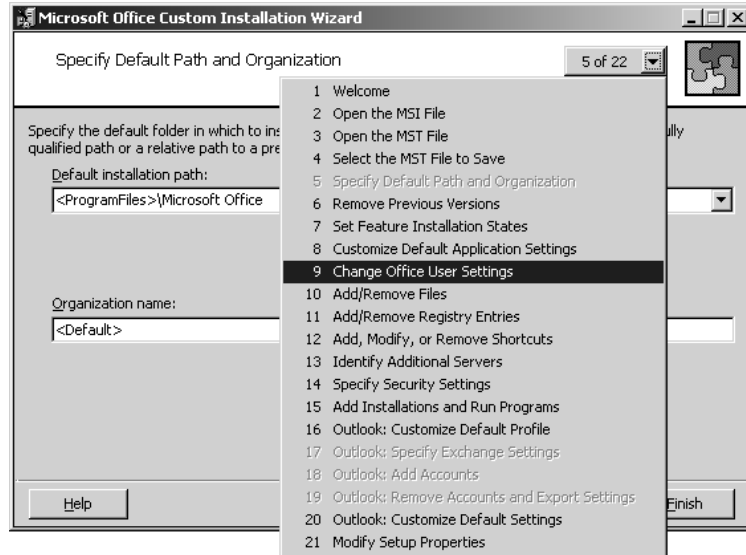 Microsoft Office Custom Installation Wizard
Specify Default Path and Organization
5 of 22
Specify the default folder in which to ins
qualified path or a relative path to a pre
Default installation path:
<ProgramFiles>\Microsoft Office
Organization name:
<Default>
1 Welcome
2 Open the MSI File
3 Open the MST File
4 Select the MST File to Save
5 Specify Default Path and Organization
6 Remove Previous Versions
7 Set Feature Installation States
8 Customize Default Application Settings
9 Change Office User Settings
10 Add/Remove Files
11 Add/Remove Registry Entries
12 Add, Modify, or Remove Shortcuts
13 Identify Additional Servers
14 Specify Security Settings
15 Add Installations and Run Programs
16 Outlook: Customize Default Profile
17 Outlook: Specify Exchange Settings
18 Outlook: Add Accounts
19 Outlook: Remove Accounts and Export Settings
20 Outlook: Customize Default Settings
21 Modify Setup Properties
Help
Finish